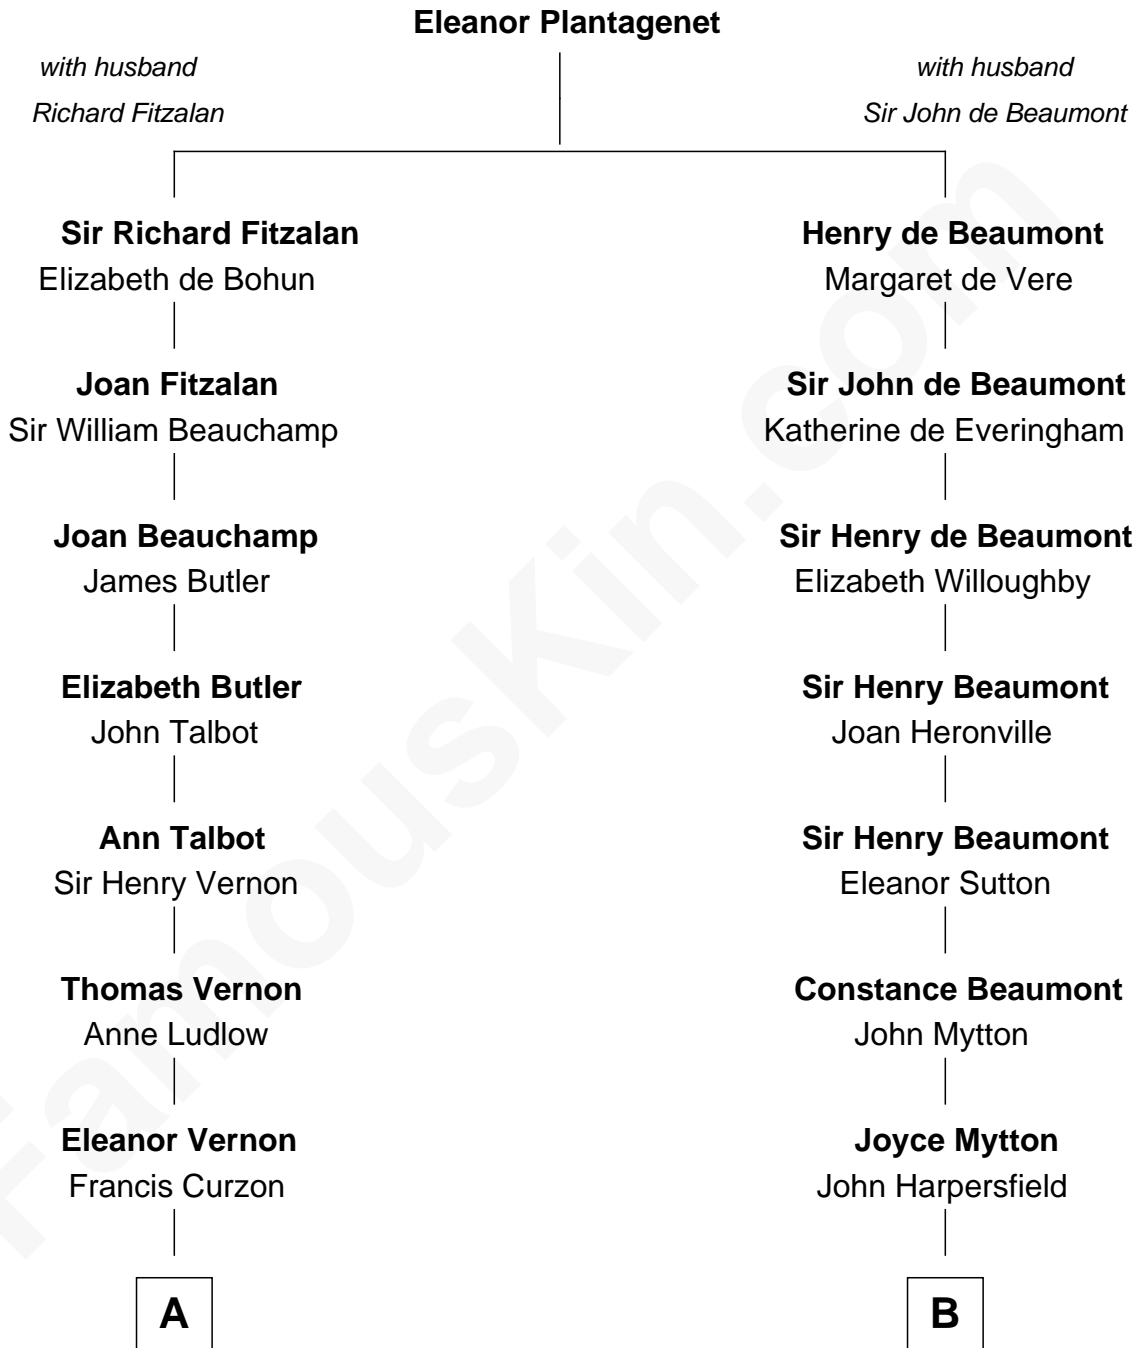 Eleanor Plantagenet
with husband
Richard Fitzalan
with husband
Sir John de Beaumont
Sir Richard Fitzalan
Elizabeth de Bohun
Henry de Beaumont
Margaret de Vere
Joan Fitzalan
Sir William Beauchamp
Sir John de Beaumont
Katherine de Everingham
Joan Beauchamp
James Butler
Sir Henry de Beaumont
Elizabeth Willoughby
Elizabeth Butler
John Talbot
Sir Henry Beaumont
Joan Heronville
Ann Talbot
Sir Henry Vernon
Sir Henry Beaumont
Eleanor Sutton
Thomas Vernon
Anne Ludlow
Constance Beaumont
John Mytton
Eleanor Vernon
Francis Curzon
Joyce Mytton
John Harpersfield
A
B
FamousKin.com